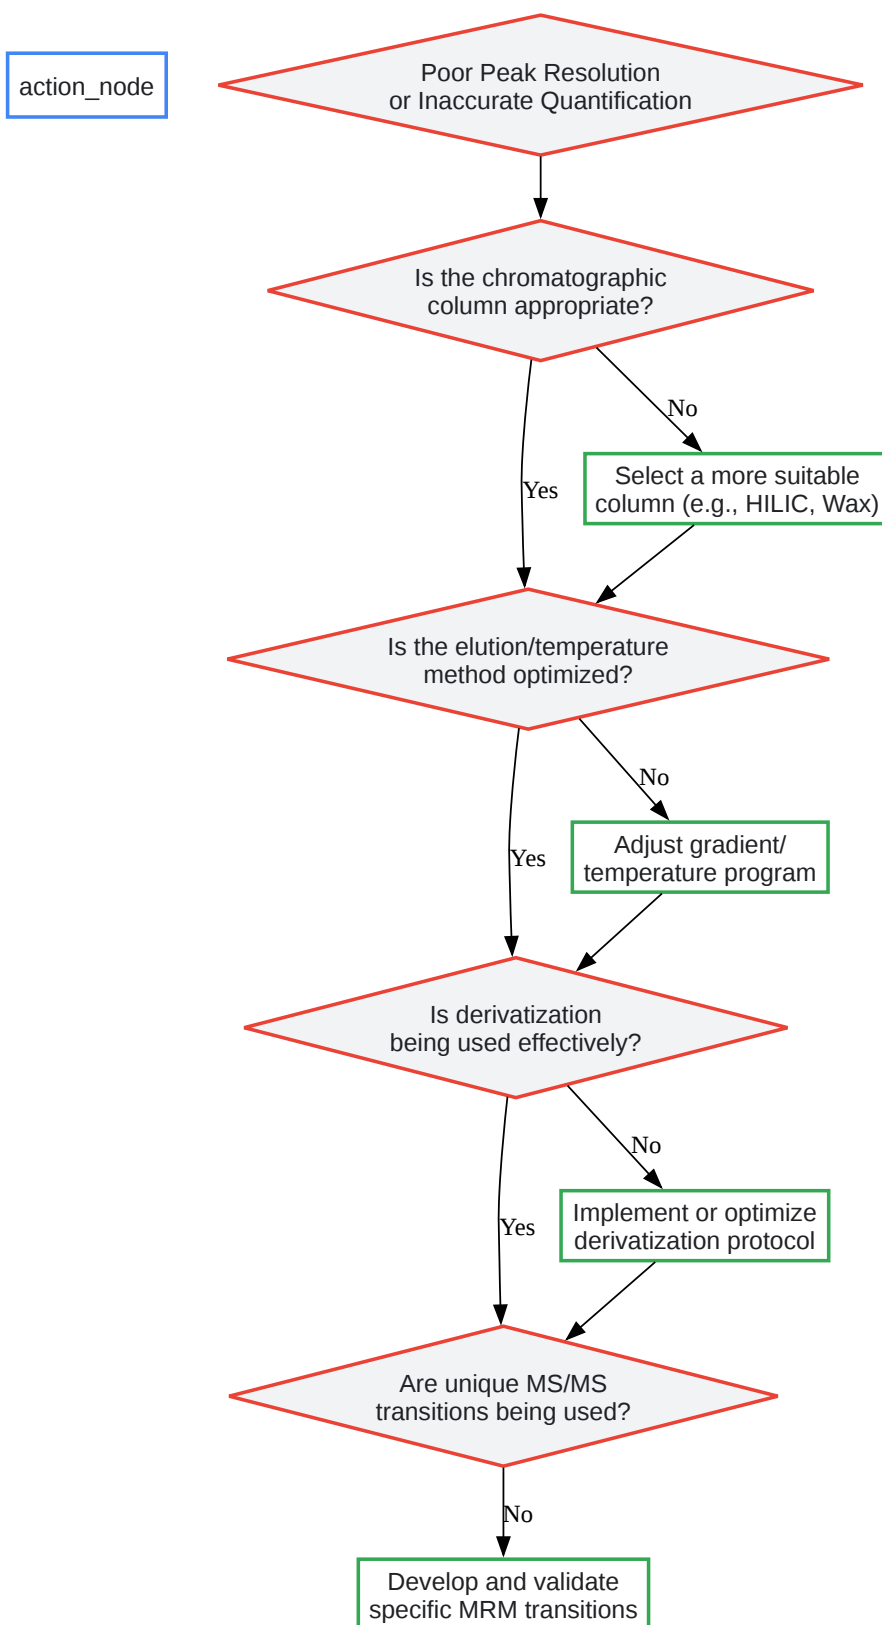 action_node
Poor Peak Resolution
or Inaccurate Quantification
Is the chromatographic
column appropriate?
No
Select a more suitable
column (e.g., HILIC, Wax)
Yes
Is the elution/temperature
method optimized?
No
Adjust gradient/
temperature program
Yes
Is derivatization
being used effectively?
No
Implement or optimize
derivatization protocol
Yes
Are unique MS/MS
transitions being used?
No
Develop and validate
specific MRM transitions